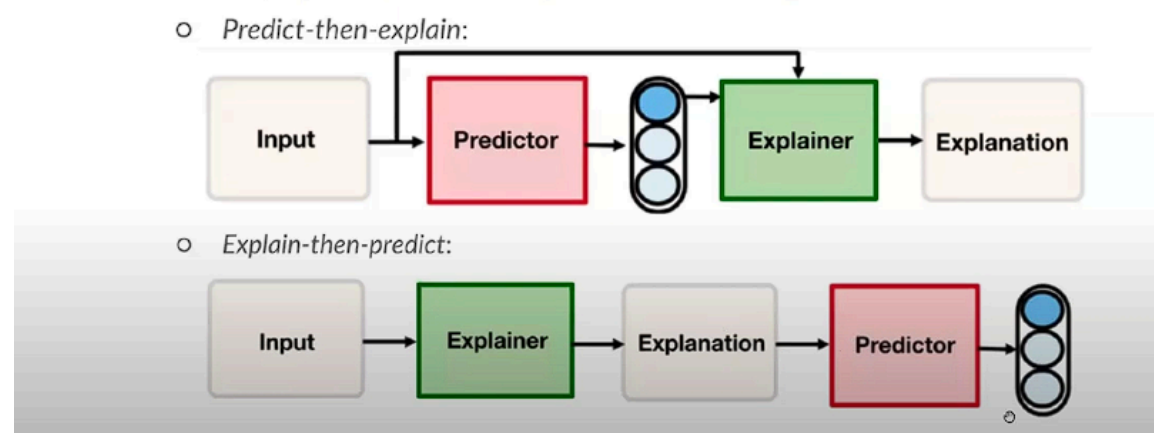 Predict-then-explain:
Input
Predictor
Explainer
Explanation
Explain-then-predict:
Input
Explainer
Explanation
Predictor